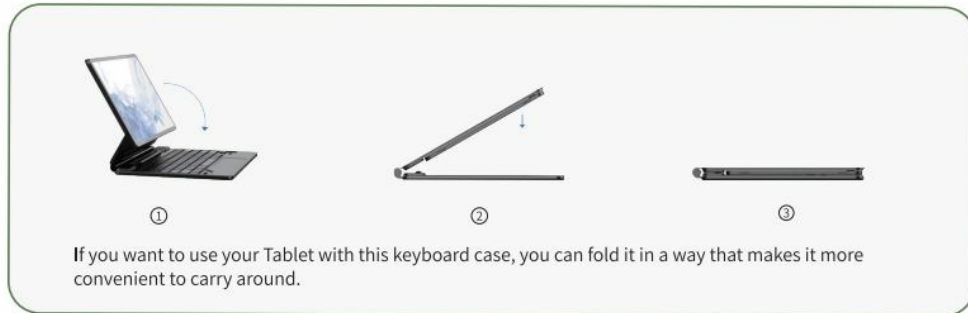 ① ② ③
If you want to use your Tablet with this keyboard case, you can fold it in a way that makes it more
convenient to carry around.